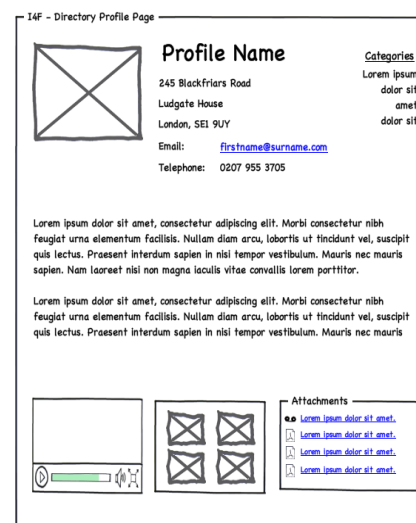 I4F - Directory Profile Page
Profile Name
245 Blackfriars Road
Ludgate House
London, SE1 9UY
Email: firstname@surname.com
Telephone: 0207 955 3705
Categories
Lorem ipsum
dolor sit
amet
dolor sit
Lorem ipsum dolor sit amet, consectetur adipiscing elit. Morbi consectetur nibh
feugiat urna elementum facilisis. Nullam diam arcu, lobortis ut tincidunt vel, suscipit
quis lectus. Praesent interdum sapien in nisi tempor vestibulum. Mauris nec mauris
sapien. Nam laoreet nisi non magna iaculis vitae convallis lorem porttitor.
Lorem ipsum dolor sit amet, consectetur adipiscing elit. Morbi consectetur nibh
feugiat urna elementum facilisis. Nullam diam arcu, lobortis ut tincidunt vel, suscipit
quis lectus. Praesent interdum sapien in nisi tempor vestibulum. Mauris nec mauris
Attachments
Lorem ipsum dolor sit amet.
Lorem ipsum dolor sit amet.
Lorem ipsum dolor sit amet.
Lorem ipsum dolor sit amet.